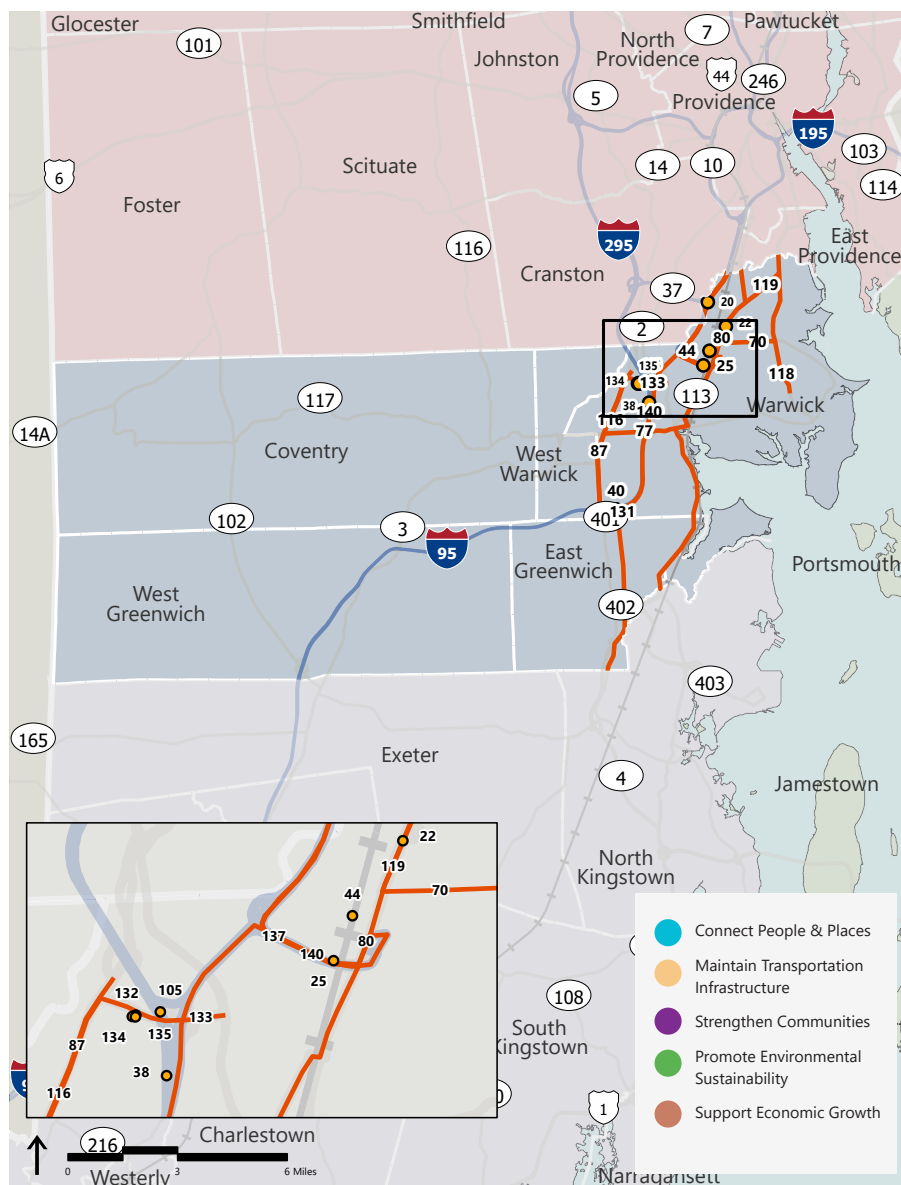 Glocester
Smithfield
Pawtucket
101
7
North
Providence
Johnston
44
246
5
Providence
195
103
6
Scituate
14
10
114
Foster
116
295
East
Providence
Cranston
37
20
119
2
22
80
44
70
135
25
134
133
118
117
38
140
113
116
Warwick
14A
77
Coventry
West
Warwick
87
40
102
3
401
131
95
East
Greenwich
Portsmouth
West
Greenwich
402
403
165
Exeter
4
Jamestown
North
Kingstown
22
119
44
70
137
140
80
25
132
105
133
134
135
87
38
116
Connect People & Places
Maintain Transportation
Infrastructure
Strengthen Communities
Promote Environmental
Sustainability
Support Economic Growth
108
South
Kingstown
1
216
Charlestown
0
3
6 Miles
Westerly
Narragansett